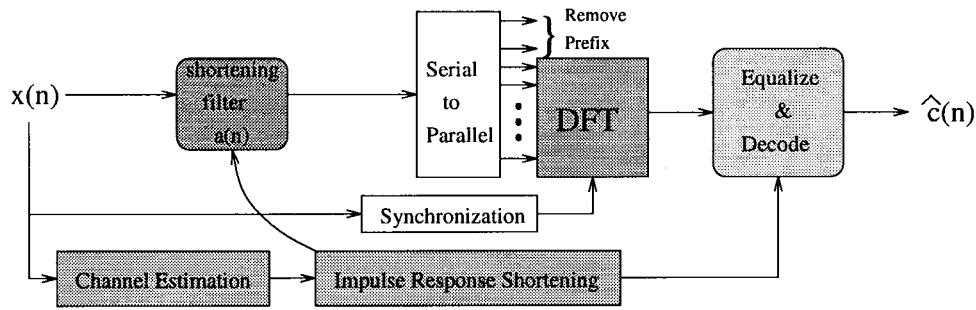 x(n)
shortening
filter
a(n)
Serial
to
Parallel
Remove
Prefix
DFT
Equalize
&
Decode
ĉ(n)
Synchronization
Channel Estimation
Impulse Response Shortening